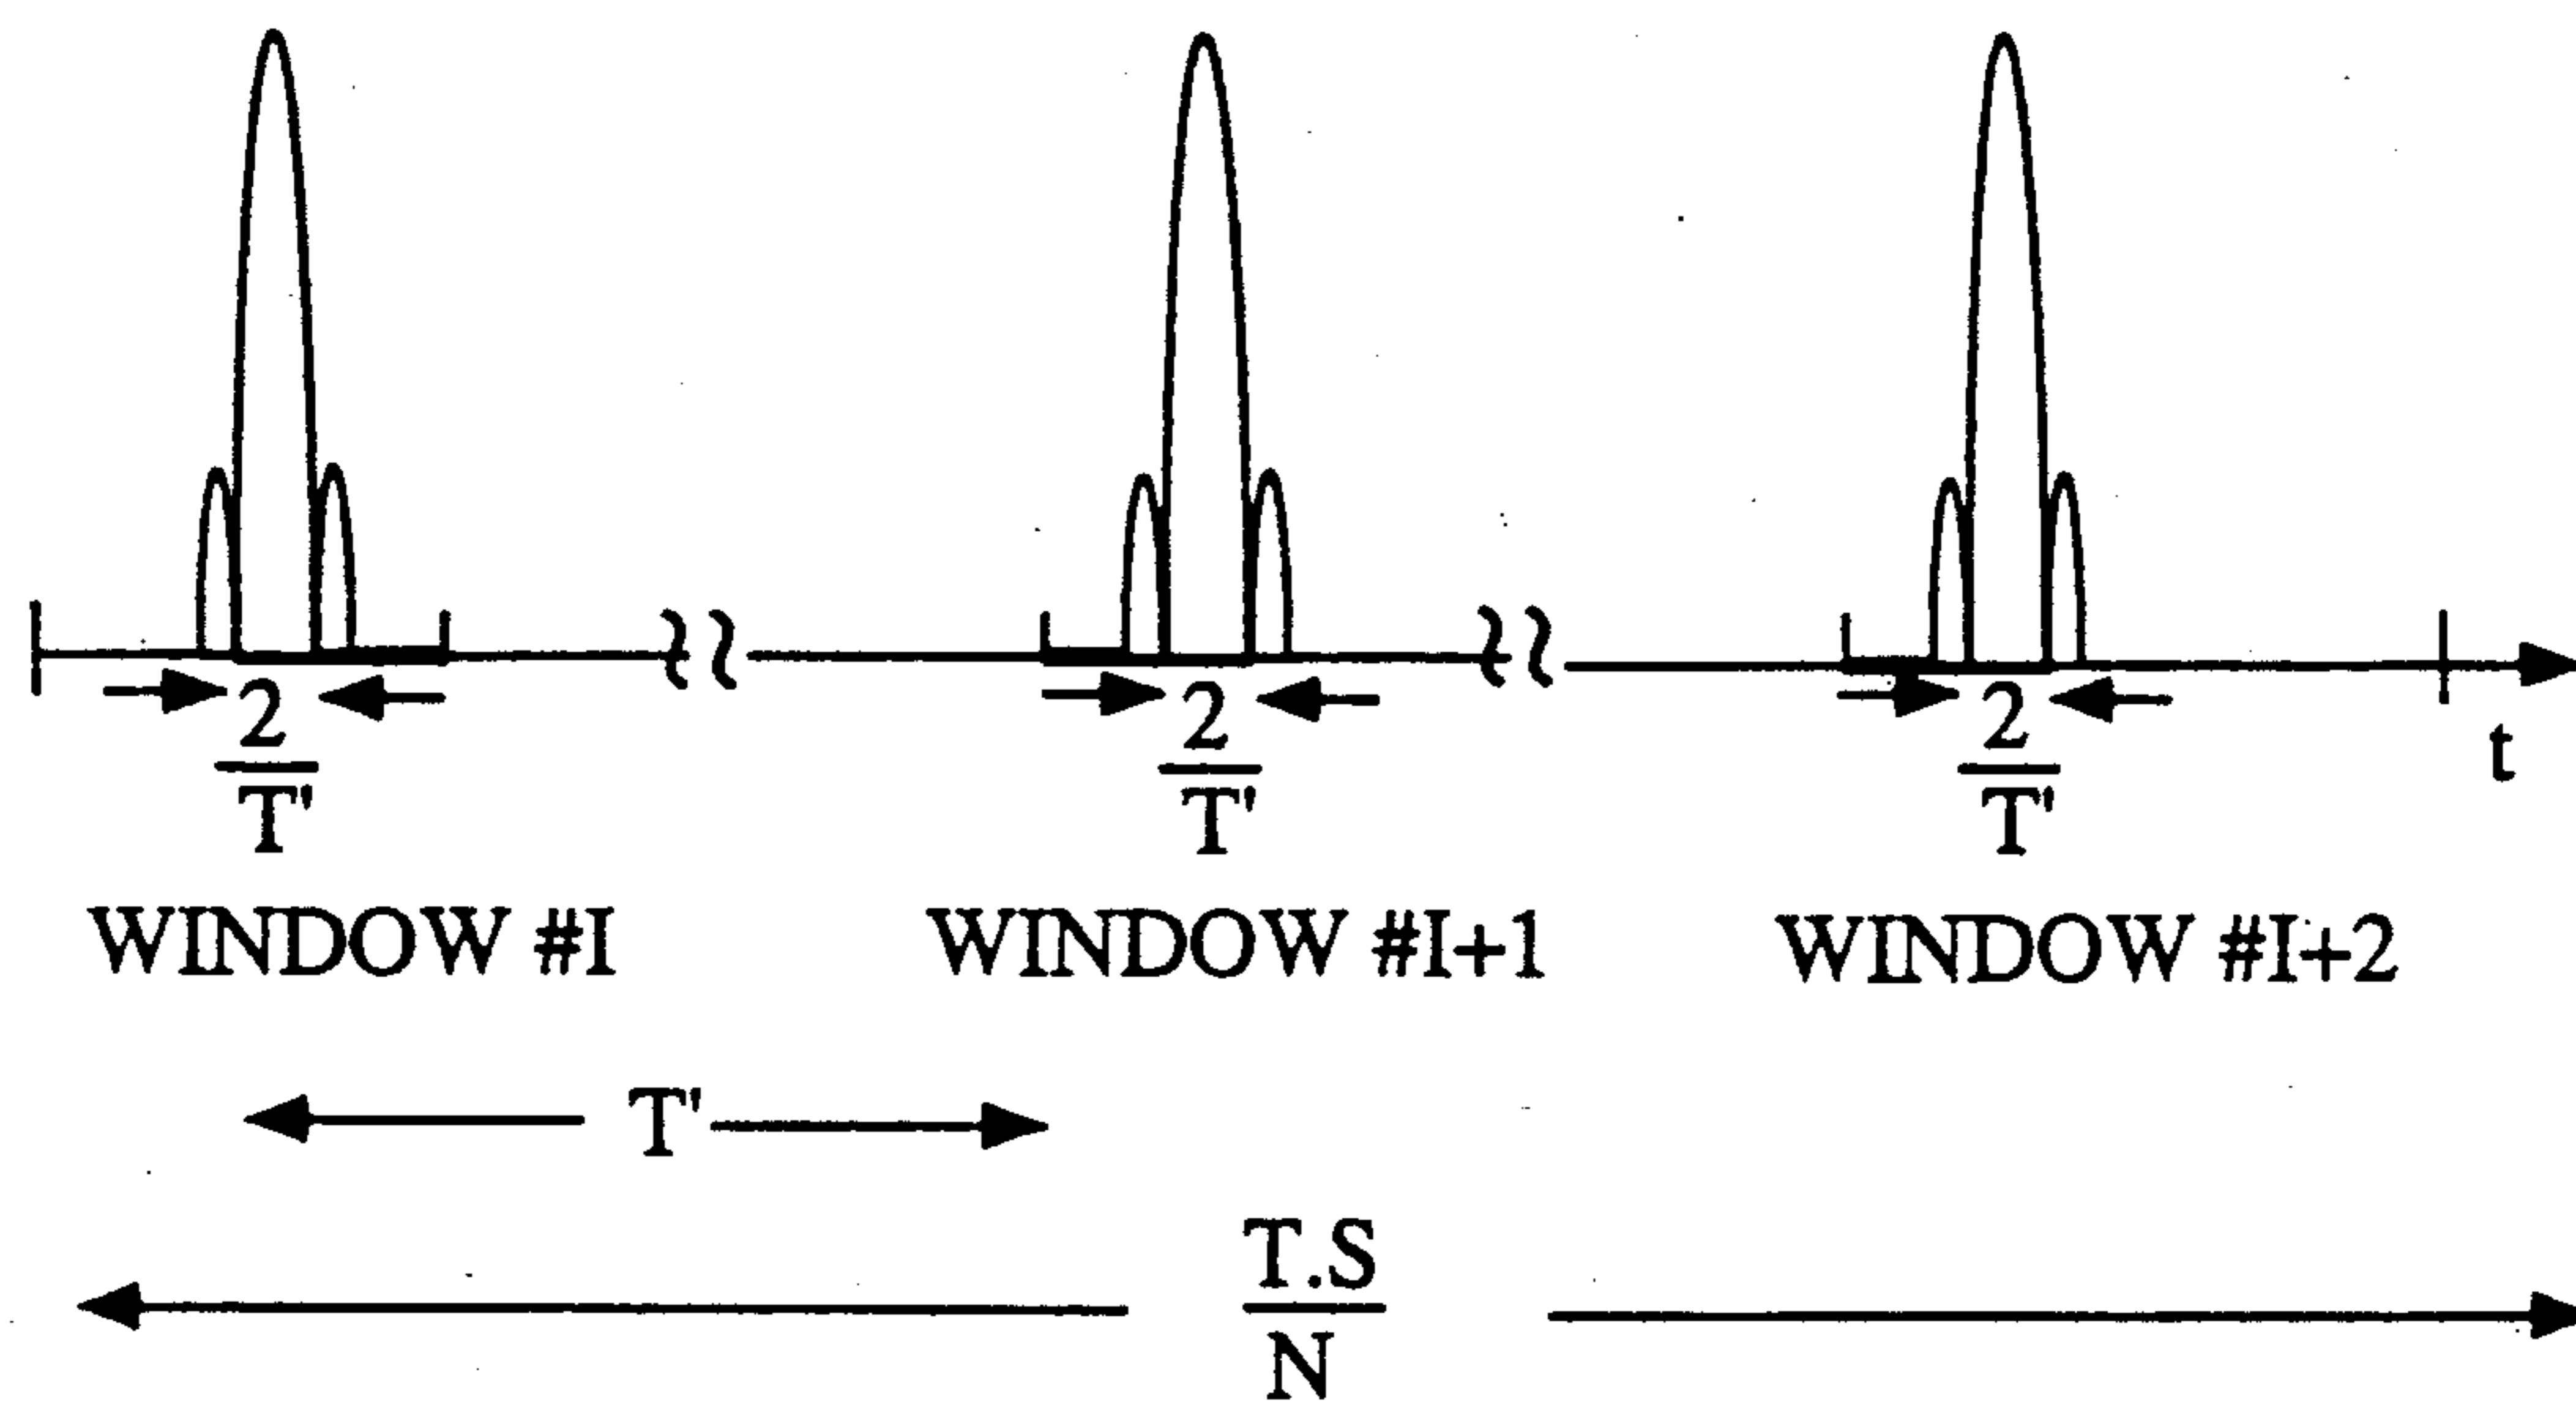 2 2 2
T' T' T'
t
WINDOW #I WINDOW #I+1 WINDOW #I+2
T'
T.S
N